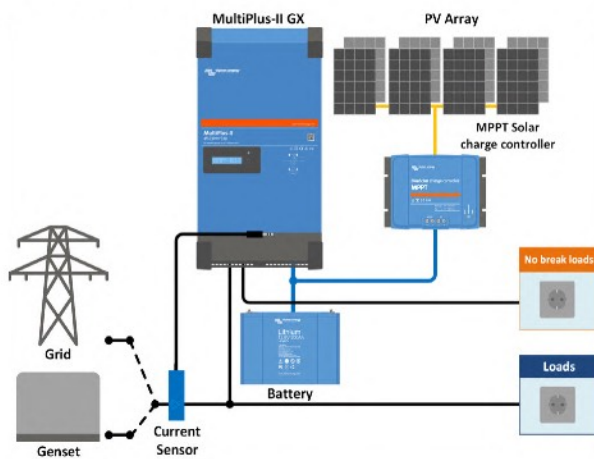 MultiPlus-II GX
PV Array
MultiPlus-II
MPPT Solar
charge controller
MPPT
No break loads
Grid
Lithium
Battery
Loads
Genset
Current
Sensor